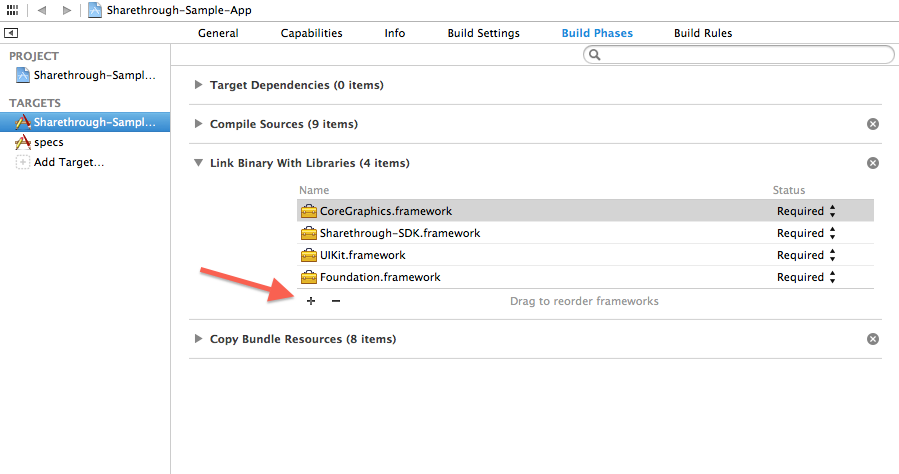 Sharethrough-Sample-App
General Capabilities Info Build Settings Build Phases Build Rules
PROJECT
Sharethrough-Sampl...
TARGETS
Sharethrough-Sampl...
specs
Add Target...
Target Dependencies (0 items)
Compile Sources (9 items)
Link Binary With Libraries (4 items)
Name Status
CoreGraphics.framework Required
Sharethrough-SDK.framework Required
UIKit.framework Required
Foundation.framework Required
+ − Drag to reorder frameworks
Copy Bundle Resources (8 items)